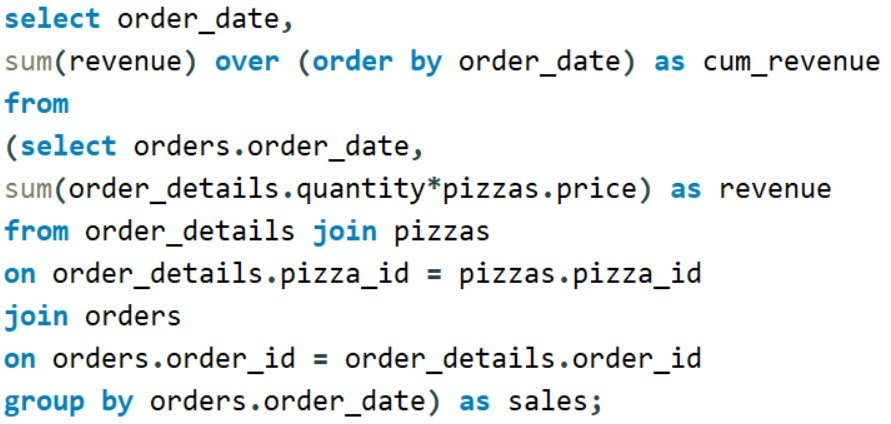 select order_date,
sum(revenue) over (order by order_date) as cum_revenue
from
(select orders.order_date,
sum(order_details.quantity*pizzas.price) as revenue
from order_details join pizzas
on order_details.pizza_id = pizzas.pizza_id
join orders
on orders.order_id = order_details.order_id
group by orders.order_date) as sales;